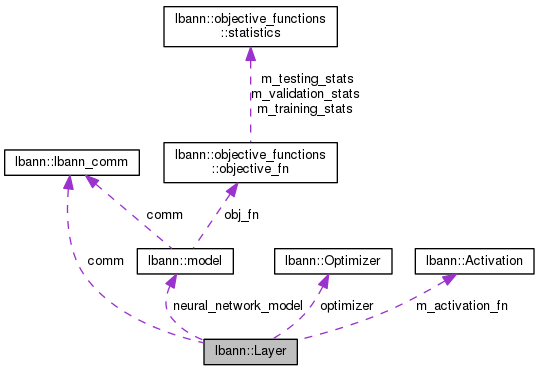 lbann::objective_functions
::statistics
m_testing_stats
m_validation_stats
m_training_stats
lbann::lbann_comm
lbann::objective_functions
::objective_fn
comm
obj_fn
comm
lbann::model
lbann::Optimizer
lbann::Activation
neural_network_model
optimizer
m_activation_fn
lbann::Layer